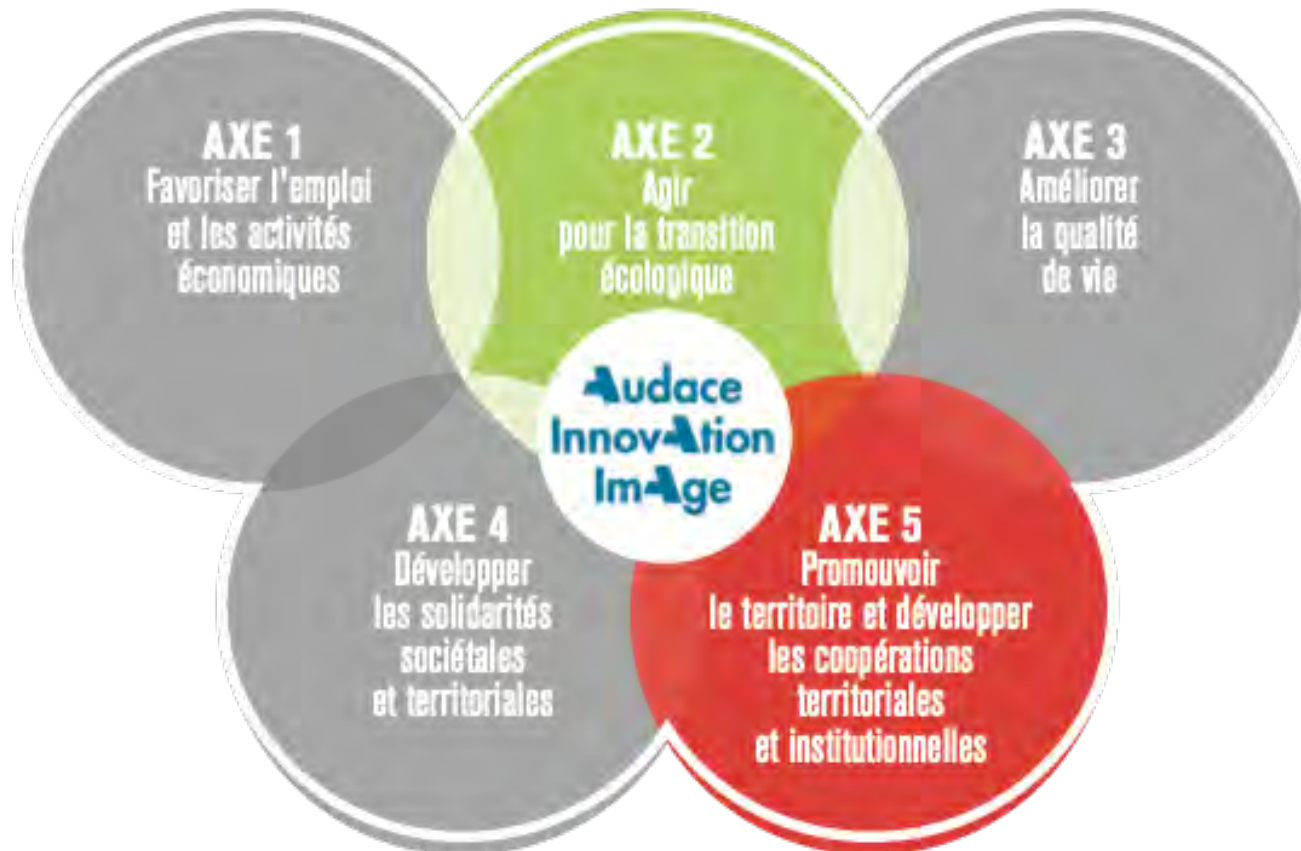 AXE 1
Favoriser l'emploi
et les activités
économiques
AXE 2
Agir
pour la transition
écologique
AXE 3
Améliorer
la qualité
de vie
Audace
InnovAtion
ImAge
AXE 4
Développer
les solidarités
sociétales
et territoriales
AXE 5
Promouvoir
le territoire et développer
les coopérations
territoriales
et institutionnelles